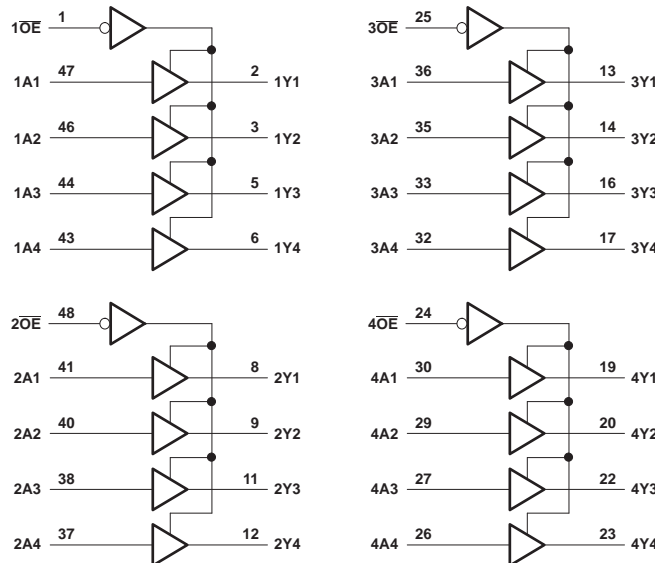 1OE 1
1A1 47 2 1Y1
1A2 46 3 1Y2
1A3 44 5 1Y3
1A4 43 6 1Y4
3OE 25
3A1 36 13 3Y1
3A2 35 14 3Y2
3A3 33 16 3Y3
3A4 32 17 3Y4
2OE 48
2A1 41 8 2Y1
2A2 40 9 2Y2
2A3 38 11 2Y3
2A4 37 12 2Y4
4OE 24
4A1 30 19 4Y1
4A2 29 20 4Y2
4A3 27 22 4Y3
4A4 26 23 4Y4